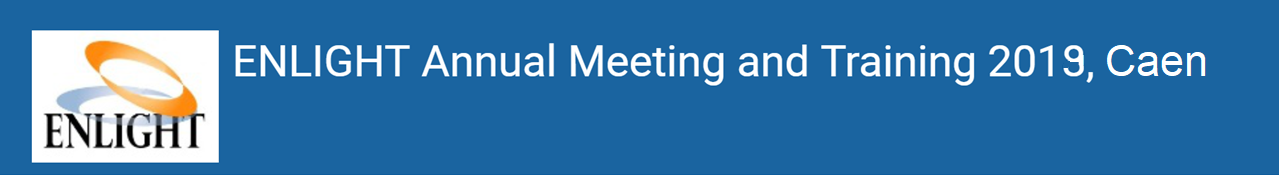 ENLIGHT Annual Meeting and Training 2019, Caen
ENLIGHT